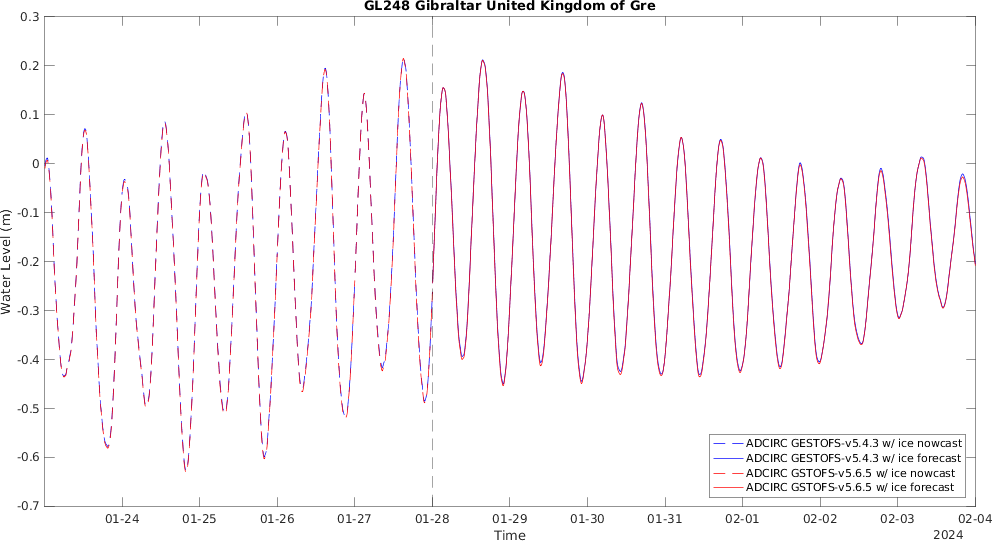 GL248 Gibraltar United Kingdom of Gre
0.3
0.2
0.1
0
-0.1
-0.2
-0.3
-0.4
-0.5
-0.6
-0.7
Water Level (m)
01-24 01-25 01-26 01-27 01-28 01-29 01-30 01-31 02-01 02-02 02-03 02-04
Time
2024
ADCIRC GESTOFS-v5.4.3 w/ ice nowcast
ADCIRC GESTOFS-v5.4.3 w/ ice forecast
ADCIRC GSTOFS-v5.6.5 w/ ice nowcast
ADCIRC GSTOFS-v5.6.5 w/ ice forecast